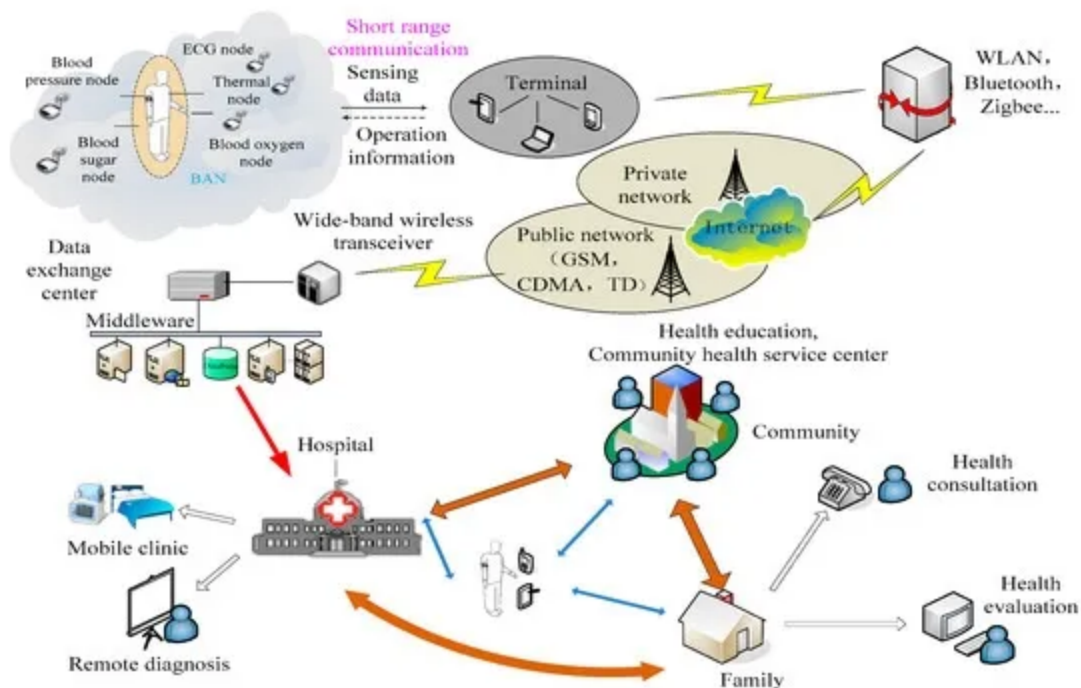 Short range
communication
Blood
pressure node
ECG node
Thermal
node
Blood
sugar
node
Blood oxygen
node
BAN
Sensing
data
Operation
information
Terminal
WLAN,
Bluetooth,
Zigbee...
Private
network
Internet
Public network
(GSM,
CDMA, TD)
Wide-band wireless
transceiver
Data
exchange
center
Middleware
Health education,
Community health service center
Community
Hospital
Health
consultation
Mobile clinic
Health
evaluation
Remote diagnosis
Family